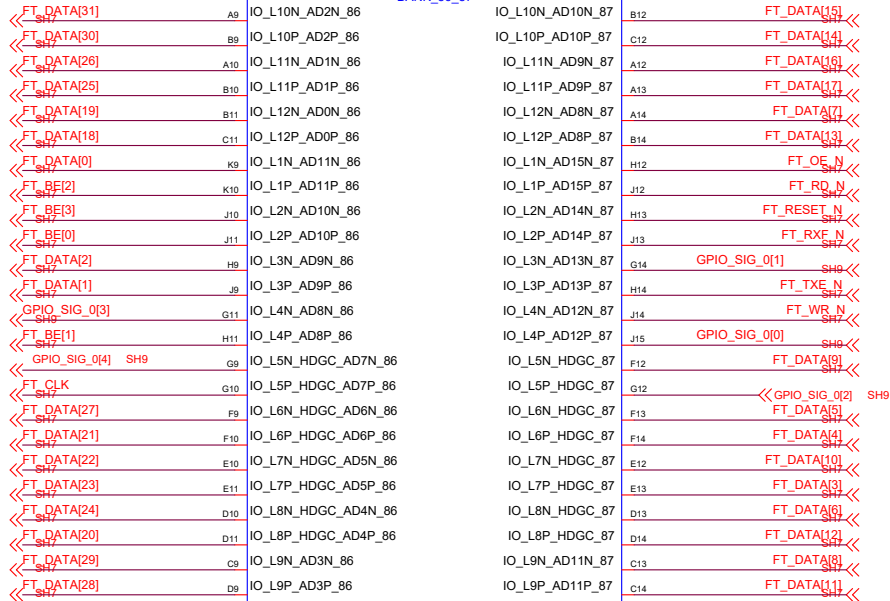 FT_DATA[31] SH7 A9 IO_L10N_AD2N_86 IO_L10N_AD10N_87 B12 FT_DATA[15] SH7
FT_DATA[30] SH7 B9 IO_L10P_AD2P_86 IO_L10P_AD10P_87 C12 FT_DATA[14] SH7
FT_DATA[26] SH7 A10 IO_L11N_AD1N_86 IO_L11N_AD9N_87 A12 FT_DATA[16] SH7
FT_DATA[25] SH7 B10 IO_L11P_AD1P_86 IO_L11P_AD9P_87 A13 FT_DATA[17] SH7
FT_DATA[19] SH7 B11 IO_L12N_AD0N_86 IO_L12N_AD8N_87 A14 FT_DATA[7] SH7
FT_DATA[18] SH7 C11 IO_L12P_AD0P_86 IO_L12P_AD8P_87 B14 FT_DATA[13] SH7
FT_DATA[0] SH7 K9 IO_L1N_AD11N_86 IO_L1N_AD15N_87 H12 FT_OE_N SH7
FT_BE[2] SH7 K10 IO_L1P_AD11P_86 IO_L1P_AD15P_87 J12 FT_RD_N SH7
FT_BE[3] SH7 J10 IO_L2N_AD10N_86 IO_L2N_AD14N_87 H13 FT_RESET_N SH7
FT_BE[0] SH7 J11 IO_L2P_AD10P_86 IO_L2P_AD14P_87 J13 FT_RXF_N SH7
FT_DATA[2] SH7 H9 IO_L3N_AD9N_86 IO_L3N_AD13N_87 G14 GPIO_SIG_0[1] SH9
FT_DATA[1] SH7 J9 IO_L3P_AD9P_86 IO_L3P_AD13P_87 H14 FT_TXE_N SH7
GPIO_SIG_0[3] SH9 G11 IO_L4N_AD8N_86 IO_L4N_AD12N_87 J14 FT_WR_N SH7
FT_BE[1] SH7 H11 IO_L4P_AD8P_86 IO_L4P_AD12P_87 J15 GPIO_SIG_0[0] SH9
GPIO_SIG_0[4] SH9 G9 IO_L5N_HDGC_AD7N_86 IO_L5N_HDGC_87 F12 FT_DATA[9] SH7
FT_CLK SH7 G10 IO_L5P_HDGC_AD7P_86 IO_L5P_HDGC_87 G12 GPIO_SIG_0[2] SH9
FT_DATA[27] SH7 F9 IO_L6N_HDGC_AD6N_86 IO_L6N_HDGC_87 F13 FT_DATA[5] SH7
FT_DATA[21] SH7 F10 IO_L6P_HDGC_AD6P_86 IO_L6P_HDGC_87 F14 FT_DATA[4] SH7
FT_DATA[22] SH7 E10 IO_L7N_HDGC_AD5N_86 IO_L7N_HDGC_87 E12 FT_DATA[10] SH7
FT_DATA[23] SH7 E11 IO_L7P_HDGC_AD5P_86 IO_L7P_HDGC_87 E13 FT_DATA[3] SH7
FT_DATA[24] SH7 D10 IO_L8N_HDGC_AD4N_86 IO_L8N_HDGC_87 D13 FT_DATA[6] SH7
FT_DATA[20] SH7 D11 IO_L8P_HDGC_AD4P_86 IO_L8P_HDGC_87 D14 FT_DATA[12] SH7
FT_DATA[29] SH7 C9 IO_L9N_AD3N_86 IO_L9N_AD11N_87 C13 FT_DATA[8] SH7
FT_DATA[28] SH7 D9 IO_L9P_AD3P_86 IO_L9P_AD11P_87 C14 FT_DATA[11] SH7